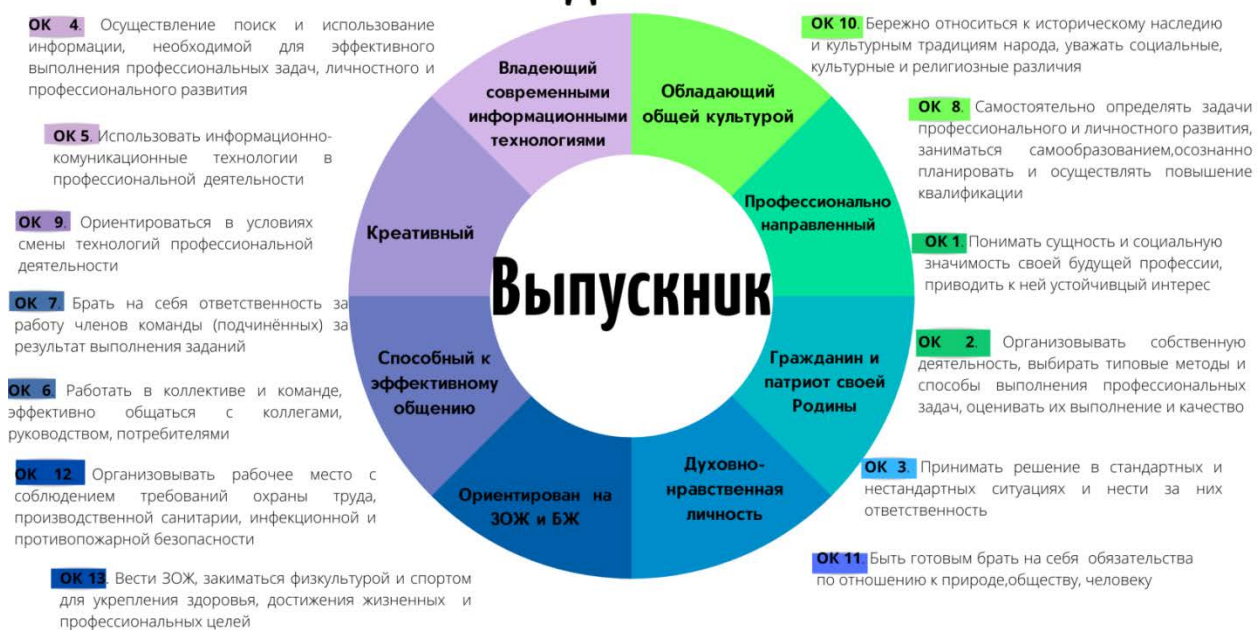 ОК 4. Осуществление поиск и использование
информации, необходимой для эффективного
выполнения профессиональных задач, личностного и
профессионального развития
ОК 5. Использовать информационно-
комуникационные технологии в
профессиональной деятельности
ОК 9. Ориентироваться в условиях
смены технологий профессиональной
деятельности
ОК 7. Брать на себя ответственность за
работу членов команды (подчинённых) за
результат выполнения заданий
ОК 6. Работать в коллективе и команде,
эффективно общаться с коллегами,
руководством, потребителями
ОК 12. Организовывать рабочее место с
соблюдением требований охраны труда,
производственной санитарии, инфекционной и
противопожарной безопасности
ОК 13. Вести ЗОЖ, закиматься физкультурой и спортом
для укрепления здоровья, достижения жизненных и
профессиональных целей
Владеющий
современными
информационными
технологиями
Обладающий
общей культурой
Креативный
Профессионально
направленный
Выпускник
Способный к
эффективному
общению
Гражданин и
патриот своей
Родины
Ориентирован на
ЗОЖ и БЖ
Духовно-
нравственная
личность
ОК 10. Бережно относиться к историческому наследию
и культурным традициям народа, уважать социальные,
культурные и религиозные различия
ОК 8. Самостоятельно определять задачи
профессионального и личностного развития,
заниматься самообразованием,осознанно
планировать и осуществлять повышение
квалификации
ОК 1. Понимать сущность и социальную
значимость своей будущей профессии,
приводить к ней устойчивцый интерес
ОК 2. Организовывать собственную
деятельность, выбирать типовые методы и
способы выполнения профессиональных
задач, оценивать их выполнение и качество
ОК 3. Принимать решение в стандартных и
нестандартных ситуациях и нести за них
ответственность
ОК 11. Быть готовым брать на себя обязательства
по отношению к природе,обществу, человеку